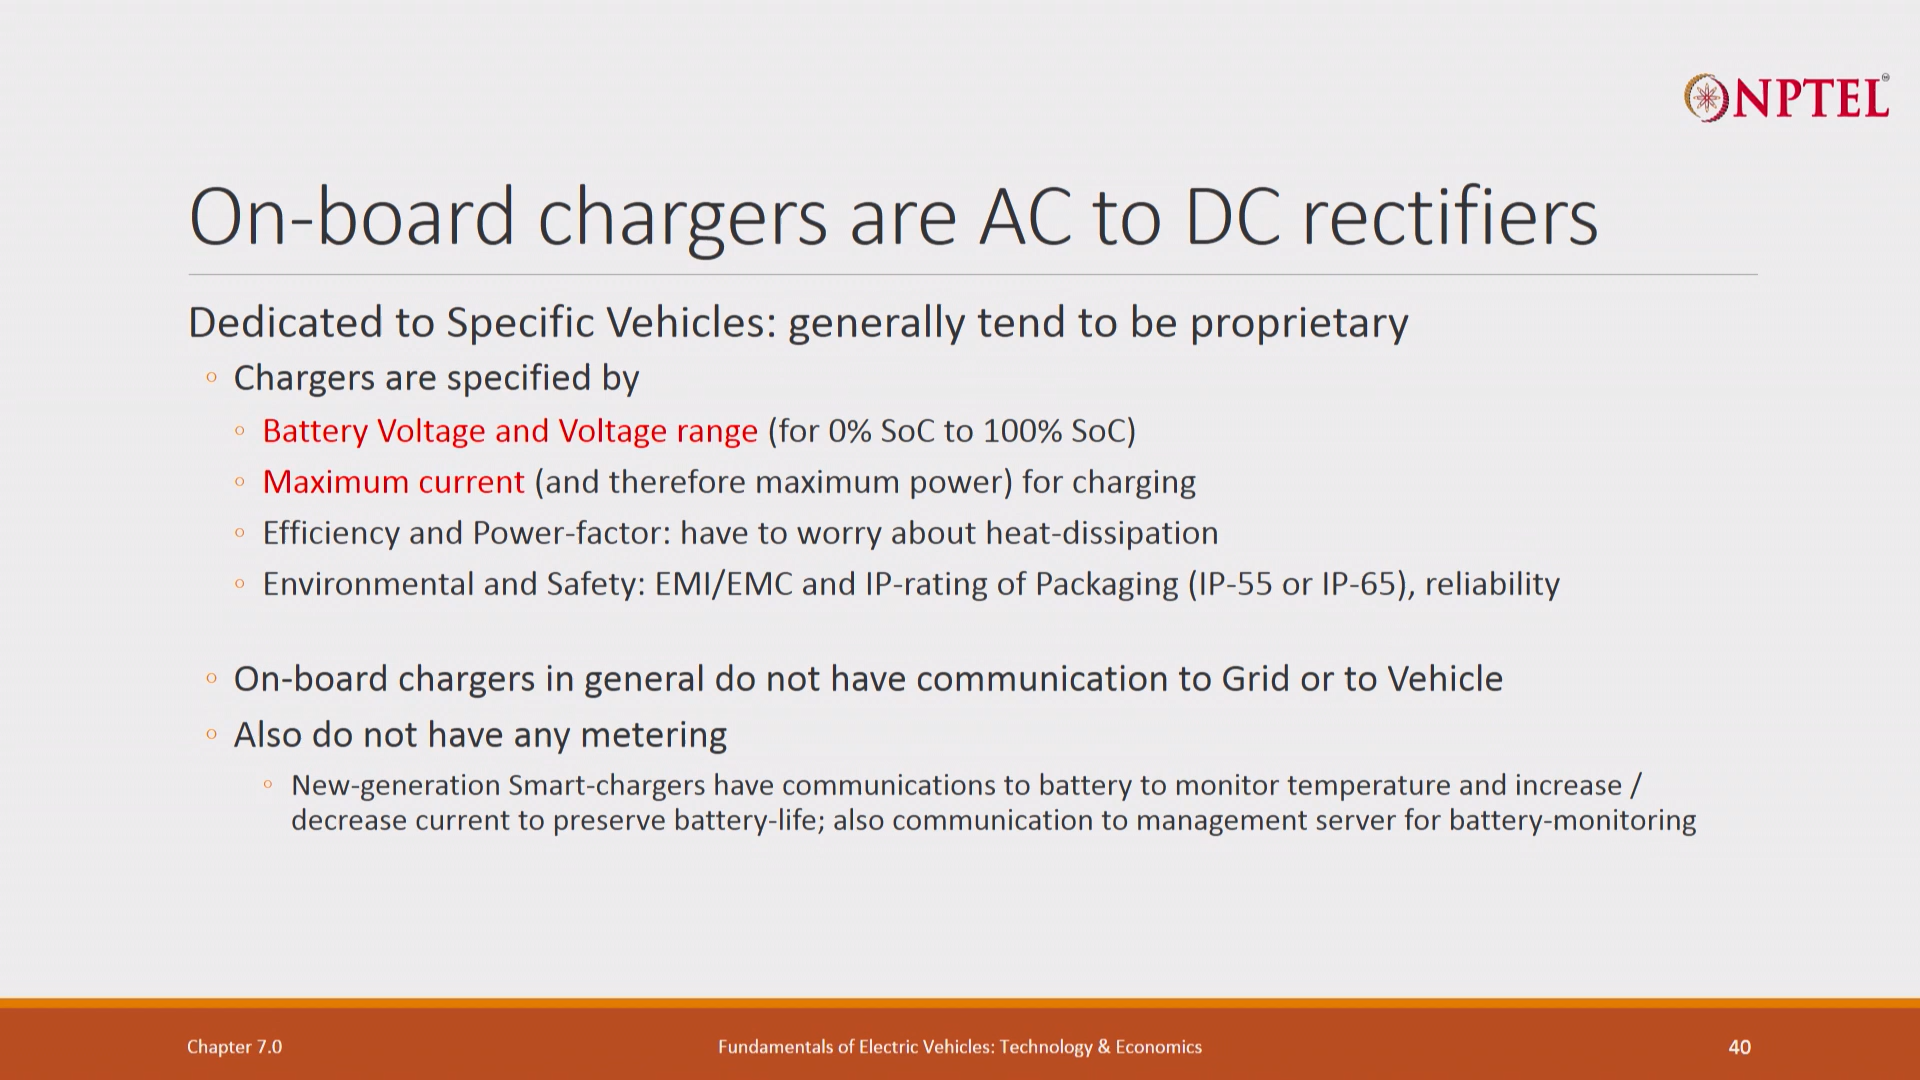 NPTEL
On-board chargers are AC to DC rectifiers
Dedicated to Specific Vehicles: generally tend to be proprietary
◦ Chargers are specified by
◦ Battery Voltage and Voltage range (for 0% SoC to 100% SoC)
◦ Maximum current (and therefore maximum power) for charging
◦ Efficiency and Power-factor: have to worry about heat-dissipation
◦ Environmental and Safety: EMI/EMC and IP-rating of Packaging (IP-55 or IP-65), reliability
◦ On-board chargers in general do not have communication to Grid or to Vehicle
◦ Also do not have any metering
◦ New-generation Smart-chargers have communications to battery to monitor temperature and increase /
decrease current to preserve battery-life; also communication to management server for battery-monitoring
Chapter 7.0
Fundamentals of Electric Vehicles: Technology & Economics
40